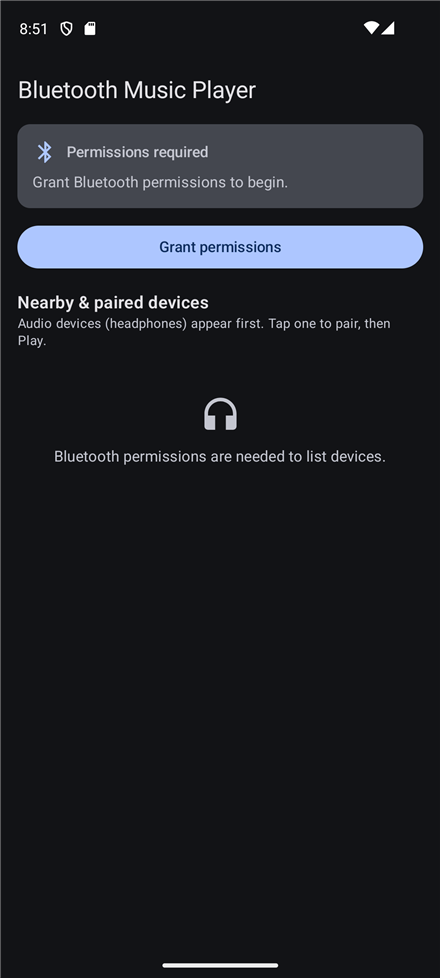 8:51
Bluetooth Music Player
Permissions required
Grant Bluetooth permissions to begin.
Grant permissions
Nearby & paired devices
Audio devices (headphones) appear first. Tap one to pair, then
Play.
Bluetooth permissions are needed to list devices.